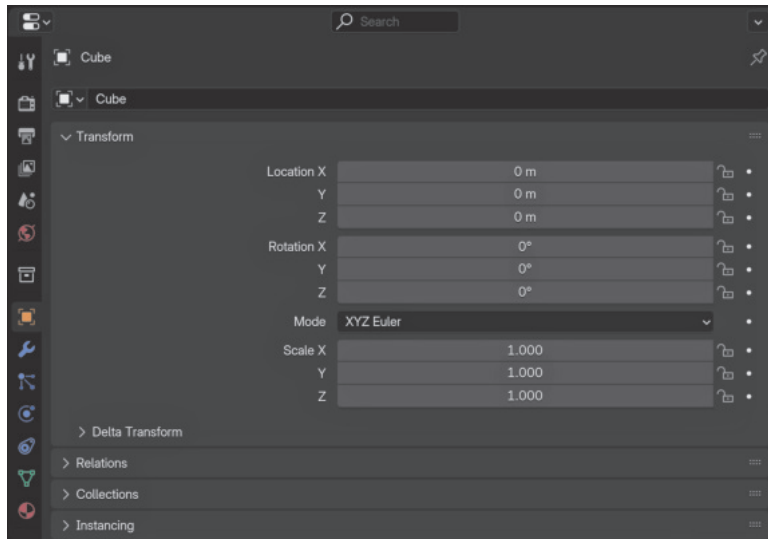 Search
Cube
Cube
Transform
Location X 0 m
Y 0 m
Z 0 m
Rotation X 0°
Y 0°
Z 0°
Mode XYZ Euler
Scale X 1.000
Y 1.000
Z 1.000
Delta Transform
Relations
Collections
Instancing